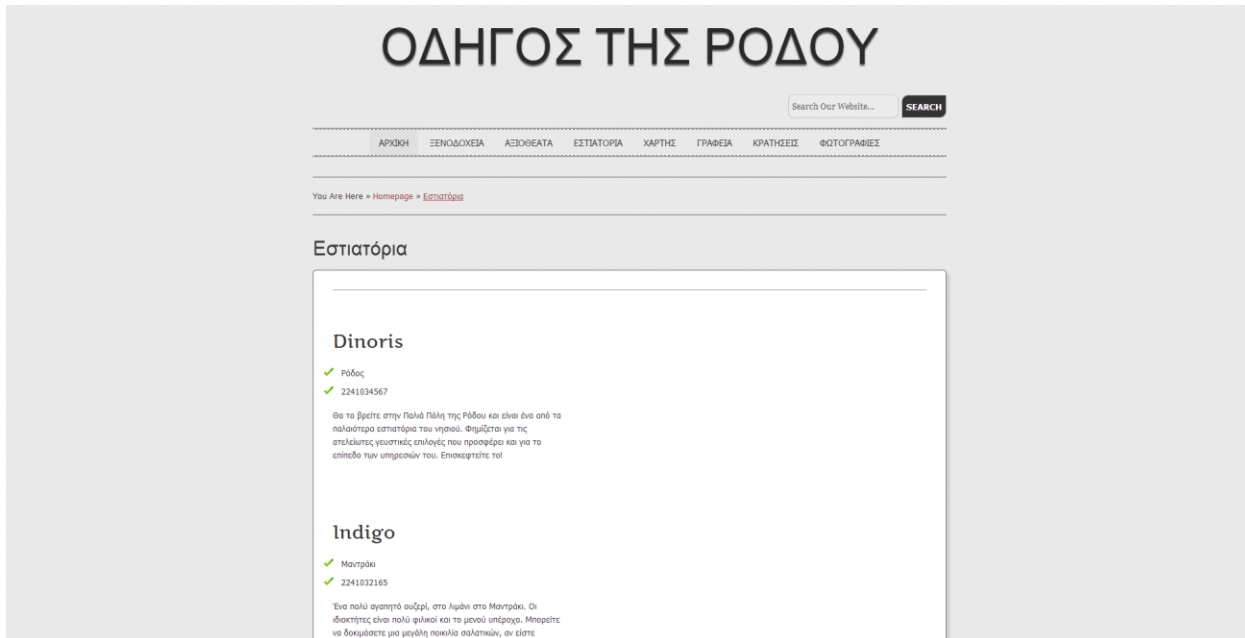 ΟΔΗΓΟΣ ΤΗΣ ΡΟΔΟΥ
Search Our Website... SEARCH
ΑΡΧΙΚΗ ΞΕΝΟΔΟΧΕΙΑ ΑΞΙΟΘΕΑΤΑ ΕΣΤΙΑΤΟΡΙΑ ΧΑΡΤΗΣ ΓΡΑΦΕΙΑ ΚΡΑΤΗΣΕΙΣ ΦΩΤΟΓΡΑΦΙΕΣ
You Are Here » Homepage » Εστιατόρια
Εστιατόρια
Dinoris
Ρόδος
2241034567
Θα το βρείτε στην Παλιά Πόλη της Ρόδου και είναι ένα από τα
παλαιότερα εστιατόρια του νησιού. Φημίζεται για τις
ατελείωτες γευστικές επιλογές που προσφέρει και για το
επίπεδο των υπηρεσιών του. Επισκεφτείτε το!
Indigo
Μαντράκι
2241032165
Ένα πολύ αγαπητό ουζερί, στο λιμάνι στο Μαντράκι. Οι
ιδιοκτήτες είναι πολύ φιλικοί και το μενού υπέροχο. Μπορείτε
να δοκιμάσετε μια μεγάλη ποικιλία σαλατικών, αν είστε